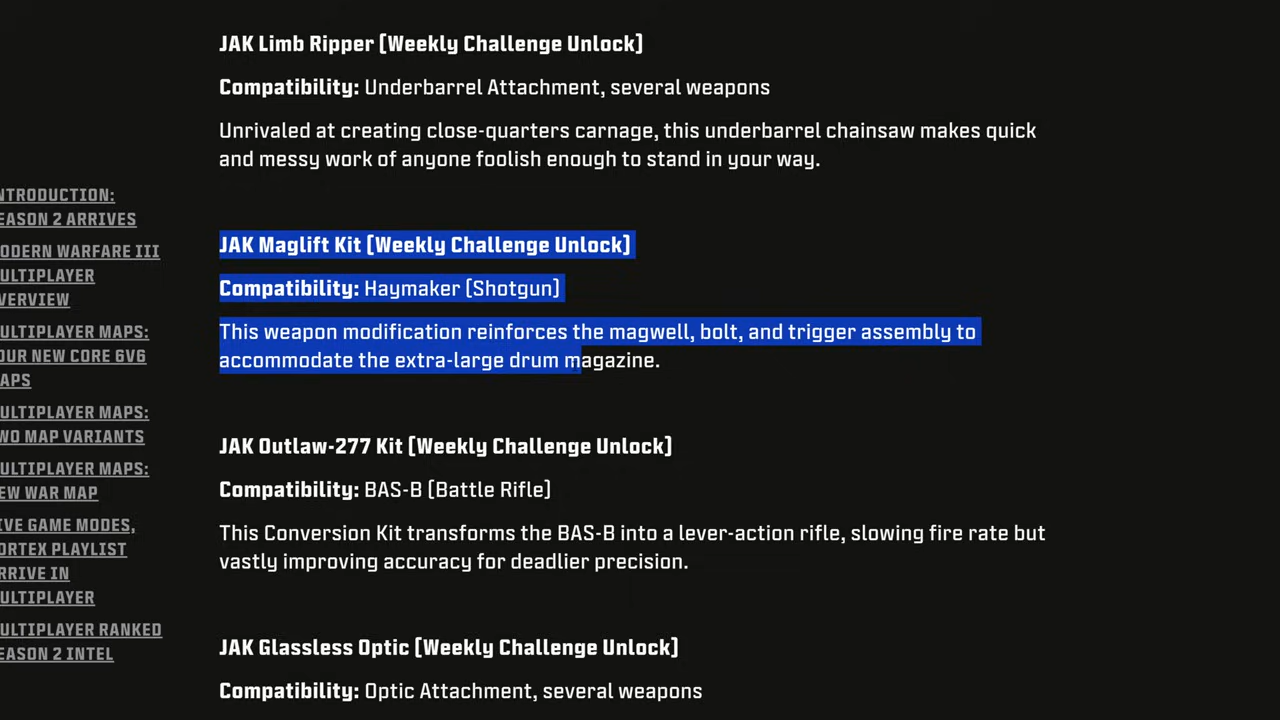 JAK Limb Ripper [Weekly Challenge Unlock]
Compatibility: Underbarrel Attachment, several weapons
Unrivaled at creating close-quarters carnage, this underbarrel chainsaw makes quick
and messy work of anyone foolish enough to stand in your way.
NTRODUCTION:
EASON 2 ARRIVES
ODERN WARFARE III
ULTIPLAYER
VERVIEW
ULTIPLAYER MAPS:
OUR NEW CORE 6V6
APS
ULTIPLAYER MAPS:
WO MAP VARIANTS
ULTIPLAYER MAPS:
EW WAR MAP
IVE GAME MODES,
ORTEX PLAYLIST
RRIVE IN
ULTIPLAYER
ULTIPLAYER RANKED
EASON 2 INTEL
JAK Maglift Kit [Weekly Challenge Unlock]
Compatibility: Haymaker [Shotgun]
This weapon modification reinforces the magwell, bolt, and trigger assembly to
accommodate the extra-large drum magazine.
JAK Outlaw-277 Kit [Weekly Challenge Unlock]
Compatibility: BAS-B [Battle Rifle]
This Conversion Kit transforms the BAS-B into a lever-action rifle, slowing fire rate but
vastly improving accuracy for deadlier precision.
JAK Glassless Optic [Weekly Challenge Unlock]
Compatibility: Optic Attachment, several weapons